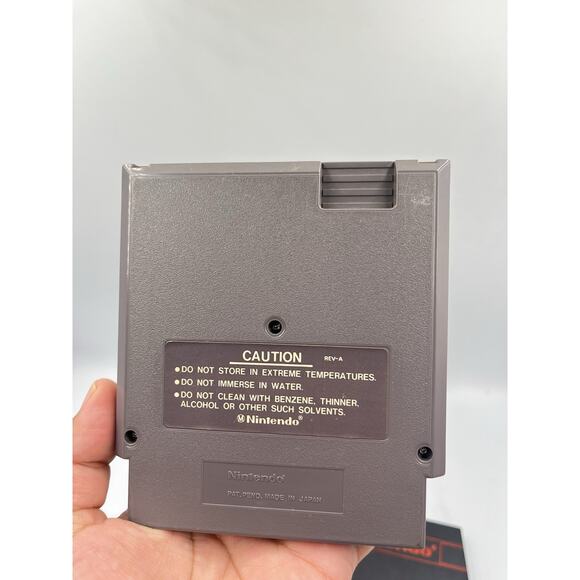 CAUTION REV-A
●DO NOT STORE IN EXTREME TEMPERATURES.
●DO NOT IMMERSE IN WATER.
●DO NOT CLEAN WITH BENZENE, THINNER,
ALCOHOL OR OTHER SUCH SOLVENTS.
Ⓜ Nintendo®
Nintendo®
PAT. PEND. MADE IN JAPAN